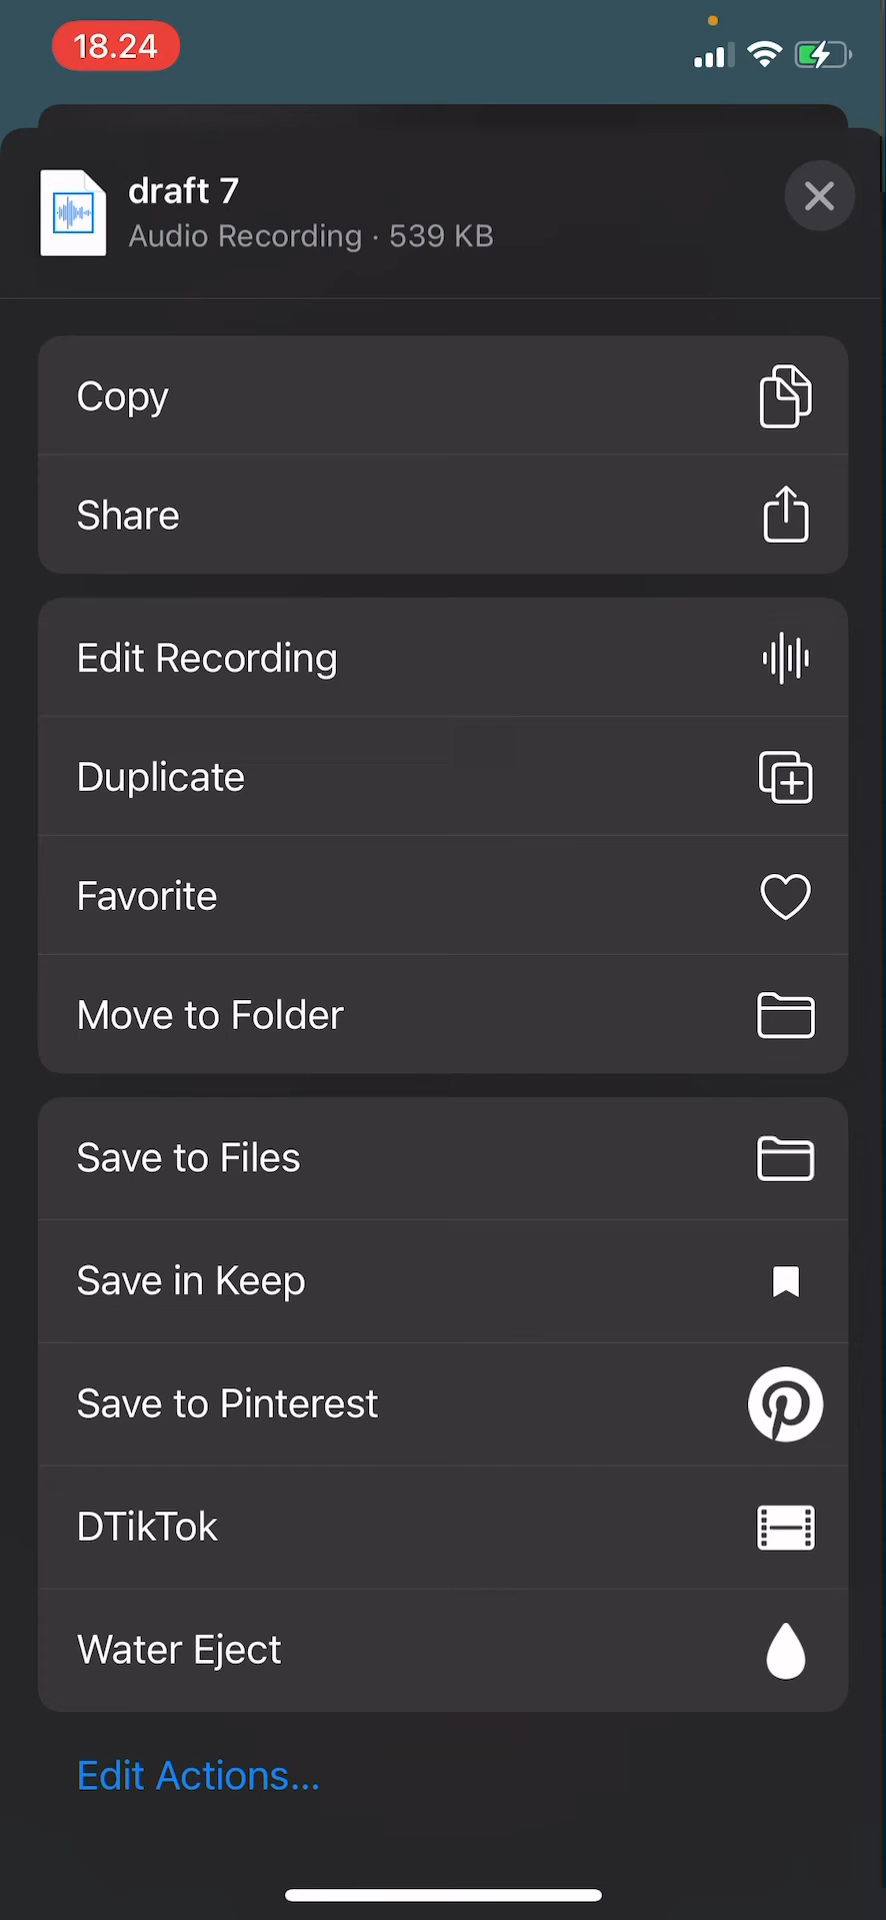 18.24
draft 7
Audio Recording · 539 KB
Copy
Share
Edit Recording
Duplicate
Favorite
Move to Folder
Save to Files
Save in Keep
Save to Pinterest
DTikTok
Water Eject
Edit Actions...